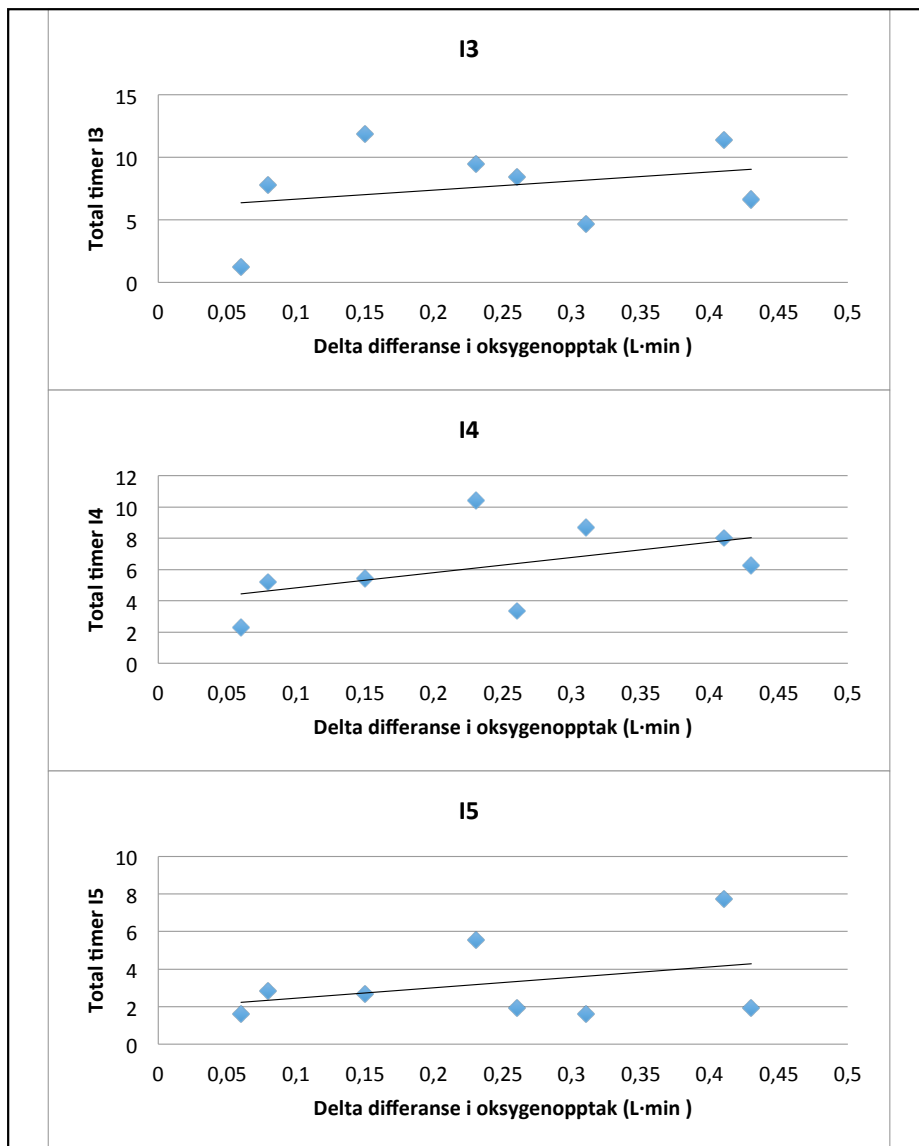 I3
15
10
5
0
Total timer I3
0 0,05 0,1 0,15 0,2 0,25 0,3 0,35 0,4 0,45 0,5
Delta differanse i oksygenopptak (L·min )
I4
12
10
8
6
4
2
0
Total timer I4
0 0,05 0,1 0,15 0,2 0,25 0,3 0,35 0,4 0,45 0,5
Delta differanse i oksygenopptak (L·min )
I5
10
8
6
4
2
0
Total timer I5
0 0,05 0,1 0,15 0,2 0,25 0,3 0,35 0,4 0,45 0,5
Delta differanse i oksygenopptak (L·min )